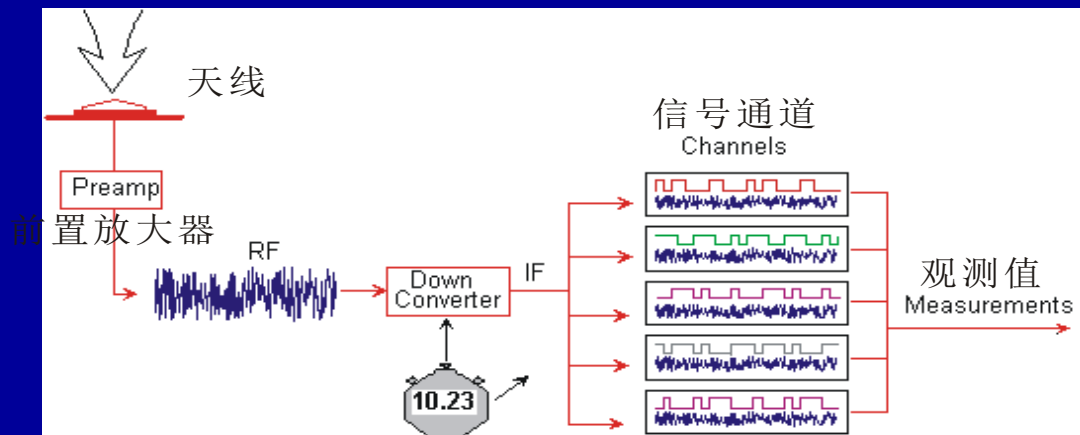 天线
信号通道
Channels
Preamp
前置放大器
RF
Down
Converter
IF
观测值
Measurements
10.23